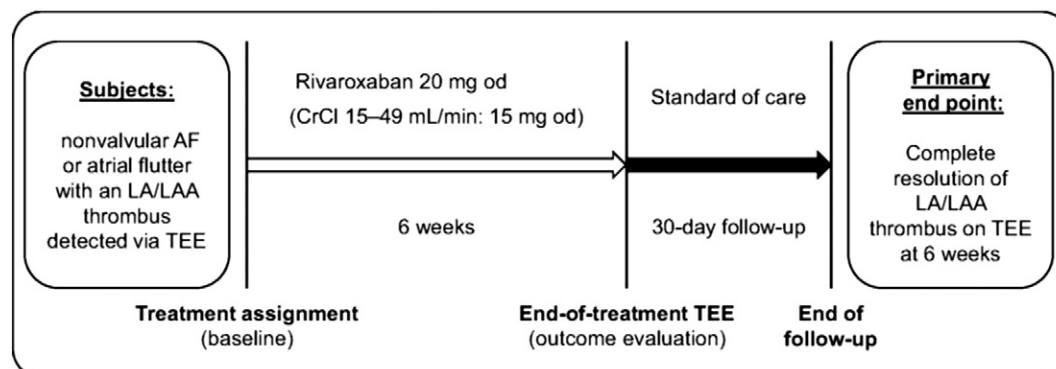 Subjects:
nonvalvular AF
or atrial flutter
with an LA/LAA
thrombus
detected via TEE
Rivaroxaban 20 mg od
(CrCl 15–49 mL/min: 15 mg od)
6 weeks
Standard of care
30-day follow-up
Primary
end point:
Complete
resolution of
LA/LAA
thrombus on TEE
at 6 weeks
Treatment assignment
(baseline)
End-of-treatment TEE
(outcome evaluation)
End of
follow-up